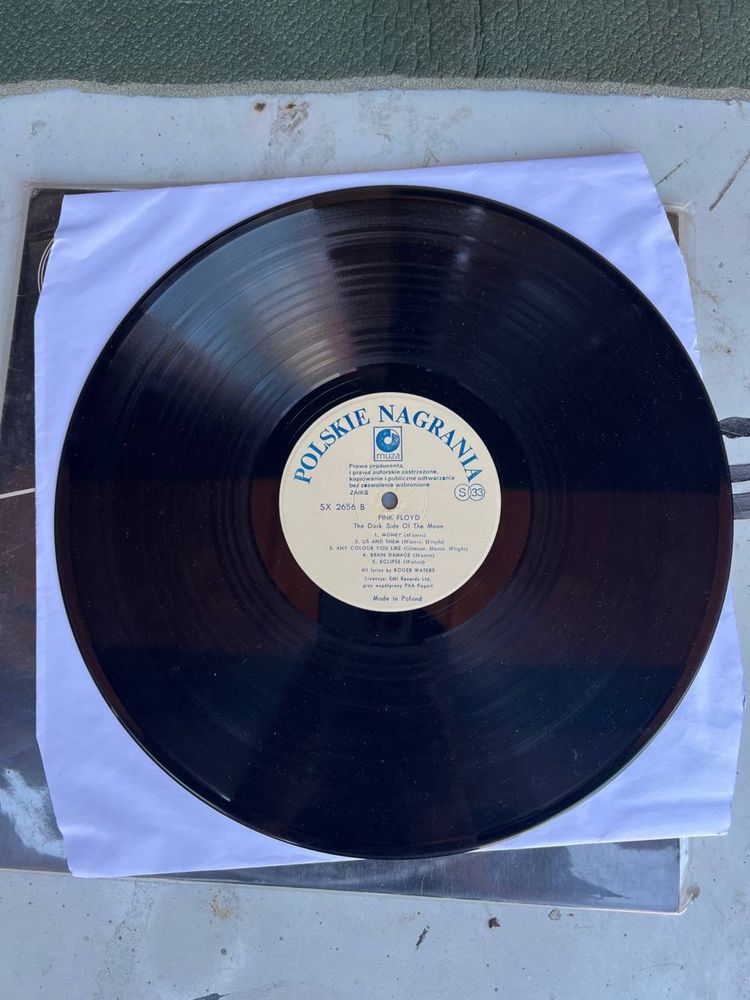 POLSKIE NAGRANIA
muza
Prawa producenta
i prawa autorskie zastrzeżone,
kopiowanie i publiczne odtwarzanie
bez zezwolenia wzbronione
ZAIKS
S 33
SX 2656 B
PINK FLOYD
The Dark Side Of The Moon
1. MONEY (Waters)
2. US AND THEM (Waters, Wright)
3. ANY COLOUR YOU LIKE (Gilmour, Mason, Wright)
4. BRAIN DAMAGE (Waters)
5. ECLIPSE (Waters)
All lyrics by ROGER WATERS
Licencja: EMI Records Ltd.
przy współpracy PAA Pagart
Made in Poland